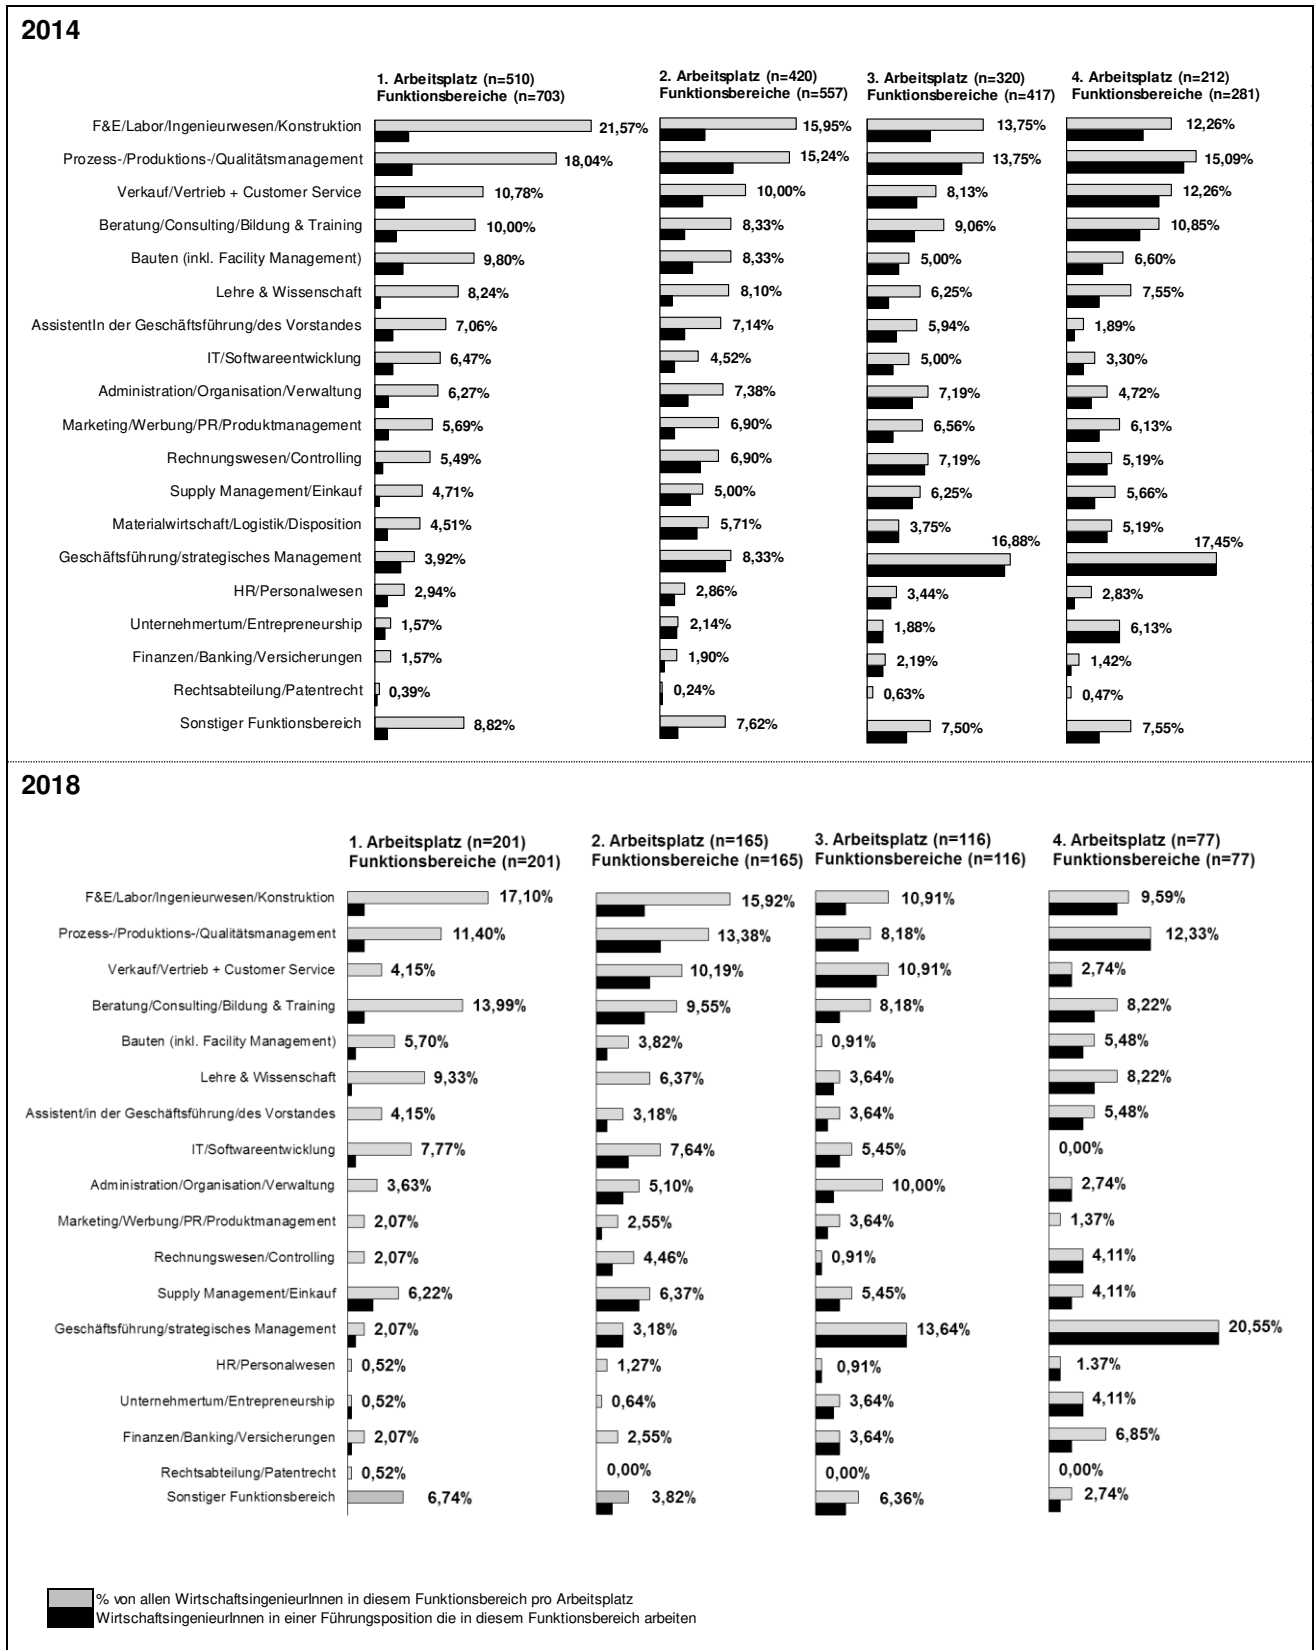 2014
1. Arbeitsplatz (n=510)
Funktionsbereiche (n=703)
2. Arbeitsplatz (n=420)
Funktionsbereiche (n=557)
3. Arbeitsplatz (n=320)
Funktionsbereiche (n=417)
4. Arbeitsplatz (n=212)
Funktionsbereiche (n=281)
F&E/Labor/Ingenieurwesen/Konstruktion 21,57% 15,95% 13,75% 12,26%
Prozess-/Produktions-/Qualitätsmanagement 18,04% 15,24% 13,75% 15,09%
Verkauf/Vertrieb + Customer Service 10,78% 10,00% 8,13% 12,26%
Beratung/Consulting/Bildung & Training 10,00% 8,33% 9,06% 10,85%
Bauten (inkl. Facility Management) 9,80% 8,33% 5,00% 6,60%
Lehre & Wissenschaft 8,24% 8,10% 6,25% 7,55%
AssistentIn der Geschäftsführung/des Vorstandes 7,06% 7,14% 5,94% 1,89%
IT/Softwareentwicklung 6,47% 4,52% 5,00% 3,30%
Administration/Organisation/Verwaltung 6,27% 7,38% 7,19% 4,72%
Marketing/Werbung/PR/Produktmanagement 5,69% 6,90% 6,56% 6,13%
Rechnungswesen/Controlling 5,49% 6,90% 7,19% 5,19%
Supply Management/Einkauf 4,71% 5,00% 6,25% 5,66%
Materialwirtschaft/Logistik/Disposition 4,51% 5,71% 3,75% 5,19%
Geschäftsführung/strategisches Management 3,92% 8,33% 16,88% 17,45%
HR/Personalwesen 2,94% 2,86% 3,44% 2,83%
Unternehmertum/Entrepreneurship 1,57% 2,14% 1,88% 6,13%
Finanzen/Banking/Versicherungen 1,57% 1,90% 2,19% 1,42%
Rechtsabteilung/Patentrecht 0,39% 0,24% 0,63% 0,47%
Sonstiger Funktionsbereich 8,82% 7,62% 7,50% 7,55%
2018
1. Arbeitsplatz (n=201)
Funktionsbereiche (n=201)
2. Arbeitsplatz (n=165)
Funktionsbereiche (n=165)
3. Arbeitsplatz (n=116)
Funktionsbereiche (n=116)
4. Arbeitsplatz (n=77)
Funktionsbereiche (n=77)
F&E/Labor/Ingenieurwesen/Konstruktion 17,10% 15,92% 10,91% 9,59%
Prozess-/Produktions-/Qualitätsmanagement 11,40% 13,38% 8,18% 12,33%
Verkauf/Vertrieb + Customer Service 4,15% 10,19% 10,91% 2,74%
Beratung/Consulting/Bildung & Training 13,99% 9,55% 8,18% 8,22%
Bauten (inkl. Facility Management) 5,70% 3,82% 0,91% 5,48%
Lehre & Wissenschaft 9,33% 6,37% 3,64% 8,22%
Assistent/in der Geschäftsführung/des Vorstandes 4,15% 3,18% 3,64% 5,48%
IT/Softwareentwicklung 7,77% 7,64% 5,45% 0,00%
Administration/Organisation/Verwaltung 3,63% 5,10% 10,00% 2,74%
Marketing/Werbung/PR/Produktmanagement 2,07% 2,55% 3,64% 1,37%
Rechnungswesen/Controlling 2,07% 4,46% 0,91% 4,11%
Supply Management/Einkauf 6,22% 6,37% 5,45% 4,11%
Geschäftsführung/strategisches Management 2,07% 3,18% 13,64% 20,55%
HR/Personalwesen 0,52% 1,27% 0,91% 1.37%
Unternehmertum/Entrepreneurship 0,52% 0,64% 3,64% 4,11%
Finanzen/Banking/Versicherungen 2,07% 2,55% 3,64% 6,85%
Rechtsabteilung/Patentrecht 0,52% 0,00% 0,00% 0,00%
Sonstiger Funktionsbereich 6,74% 3,82% 6,36% 2,74%
% von allen WirtschaftsingenieurInnen in diesem Funktionsbereich pro Arbeitsplatz
WirtschaftsingenieurInnen in einer Führungsposition die in diesem Funktionsbereich arbeiten